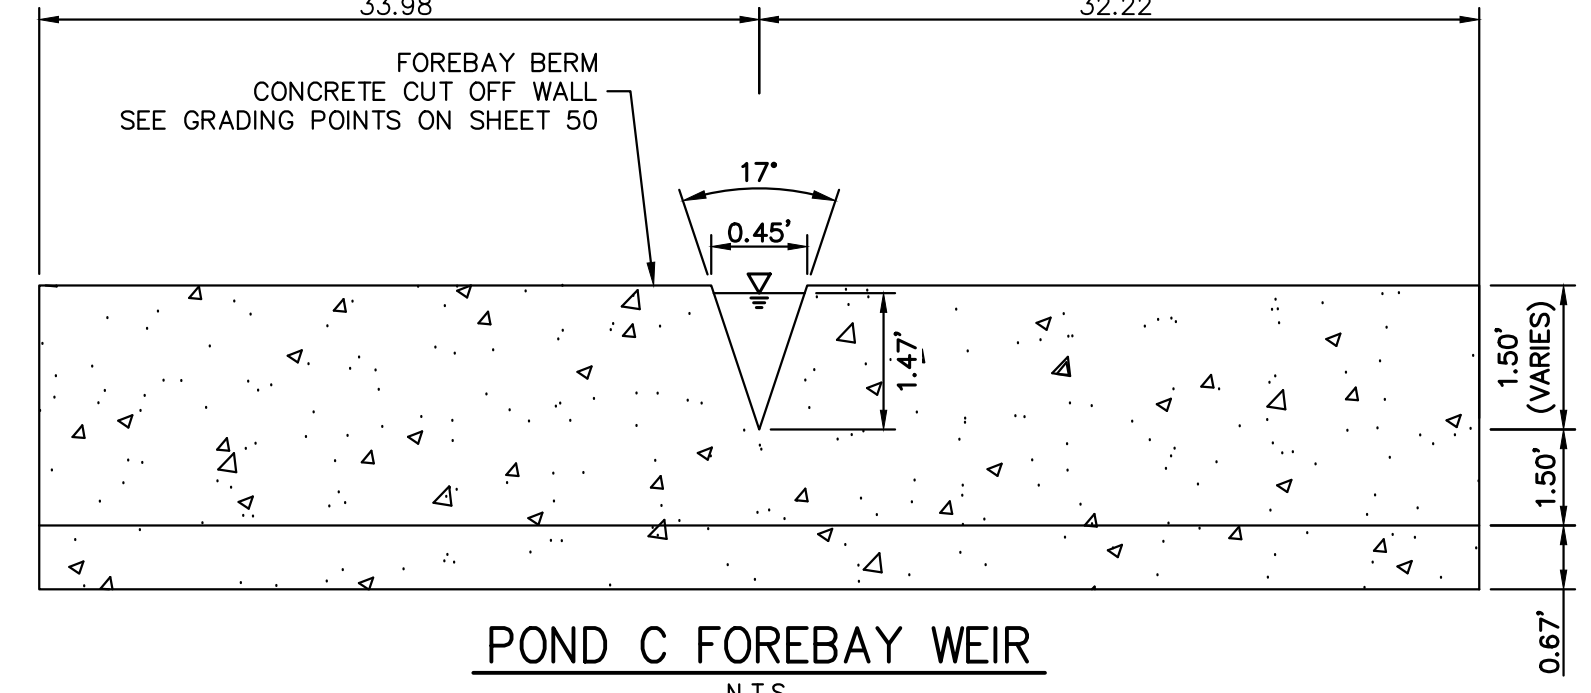 33.98
32.22
FOREBAY BERM
CONCRETE CUT OFF WALL
SEE GRADING POINTS ON SHEET 50
17°
0.45'
1.47'
1.50'
(VARIES)
1.50'
0.67'
POND C FOREBAY WEIR
N.T.S.